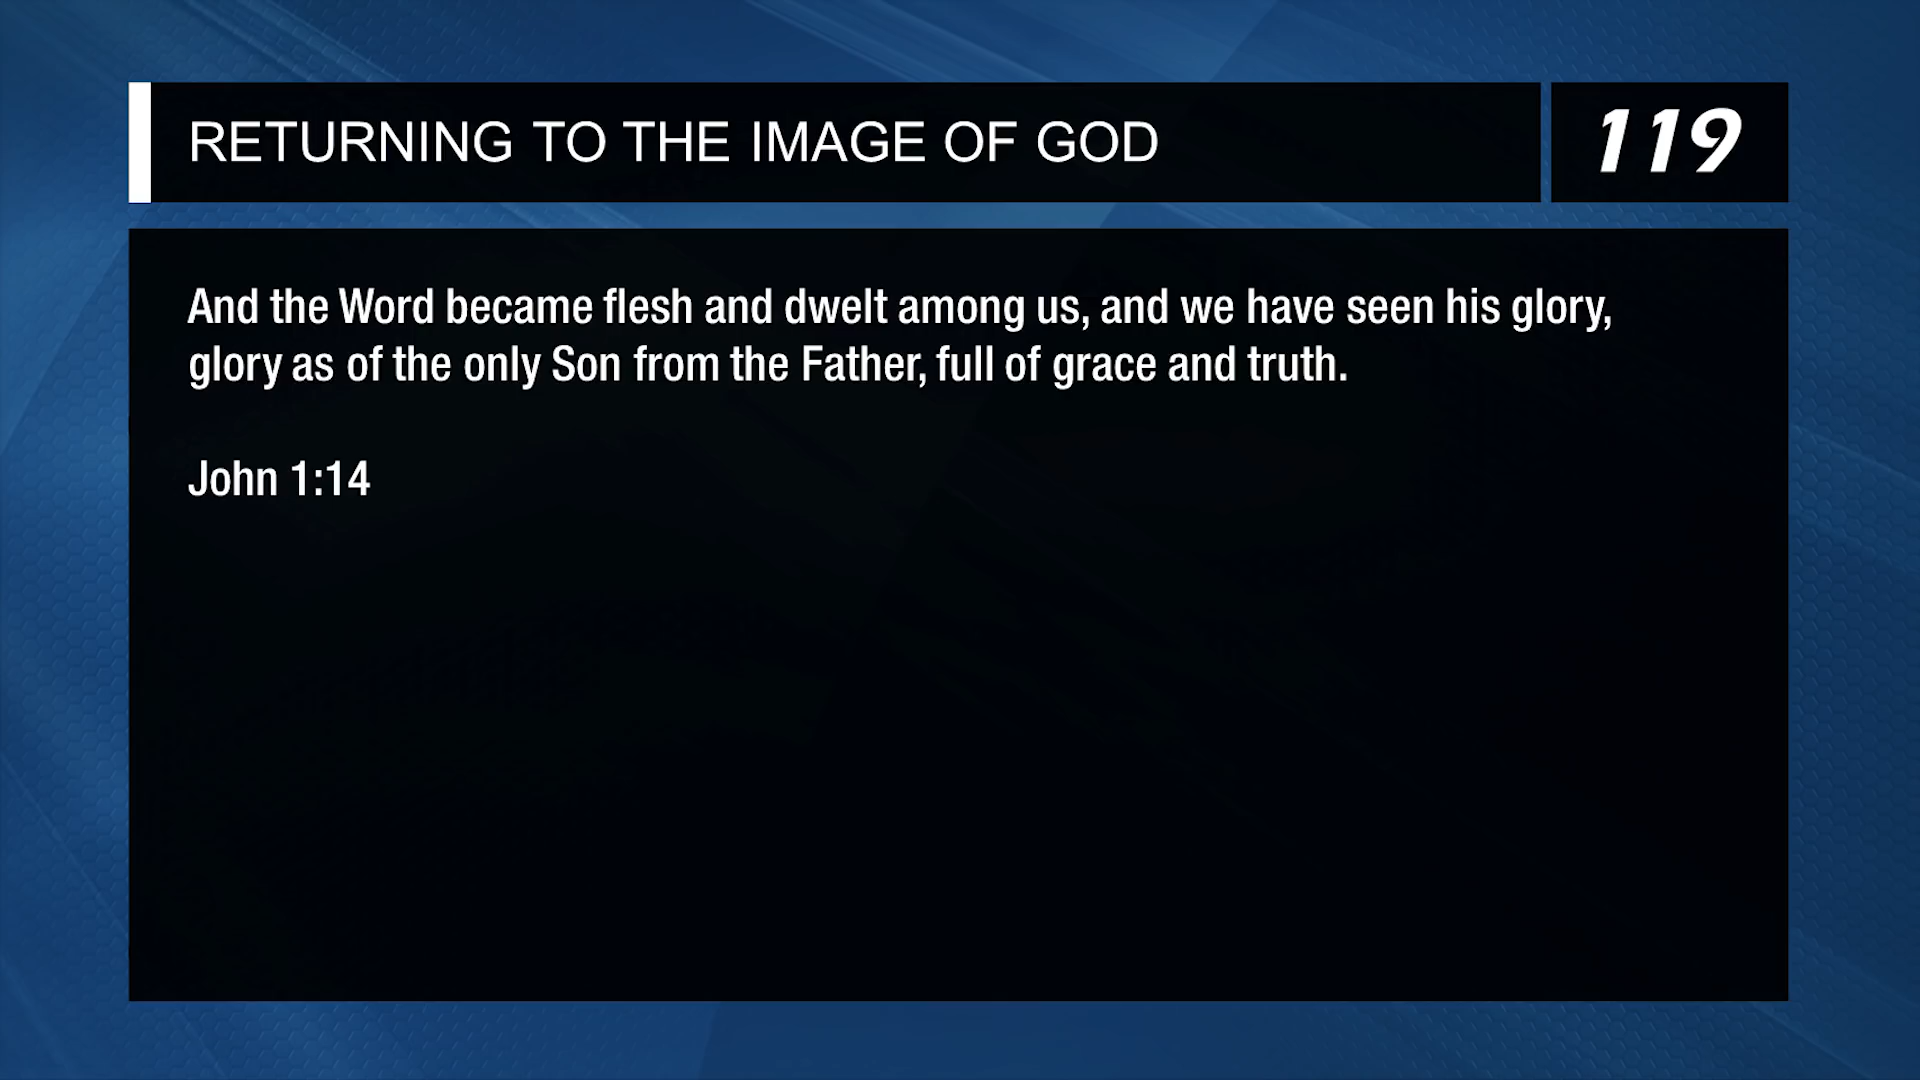 RETURNING TO THE IMAGE OF GOD
119
And the Word became flesh and dwelt among us, and we have seen his glory,
glory as of the only Son from the Father, full of grace and truth.
John 1:14